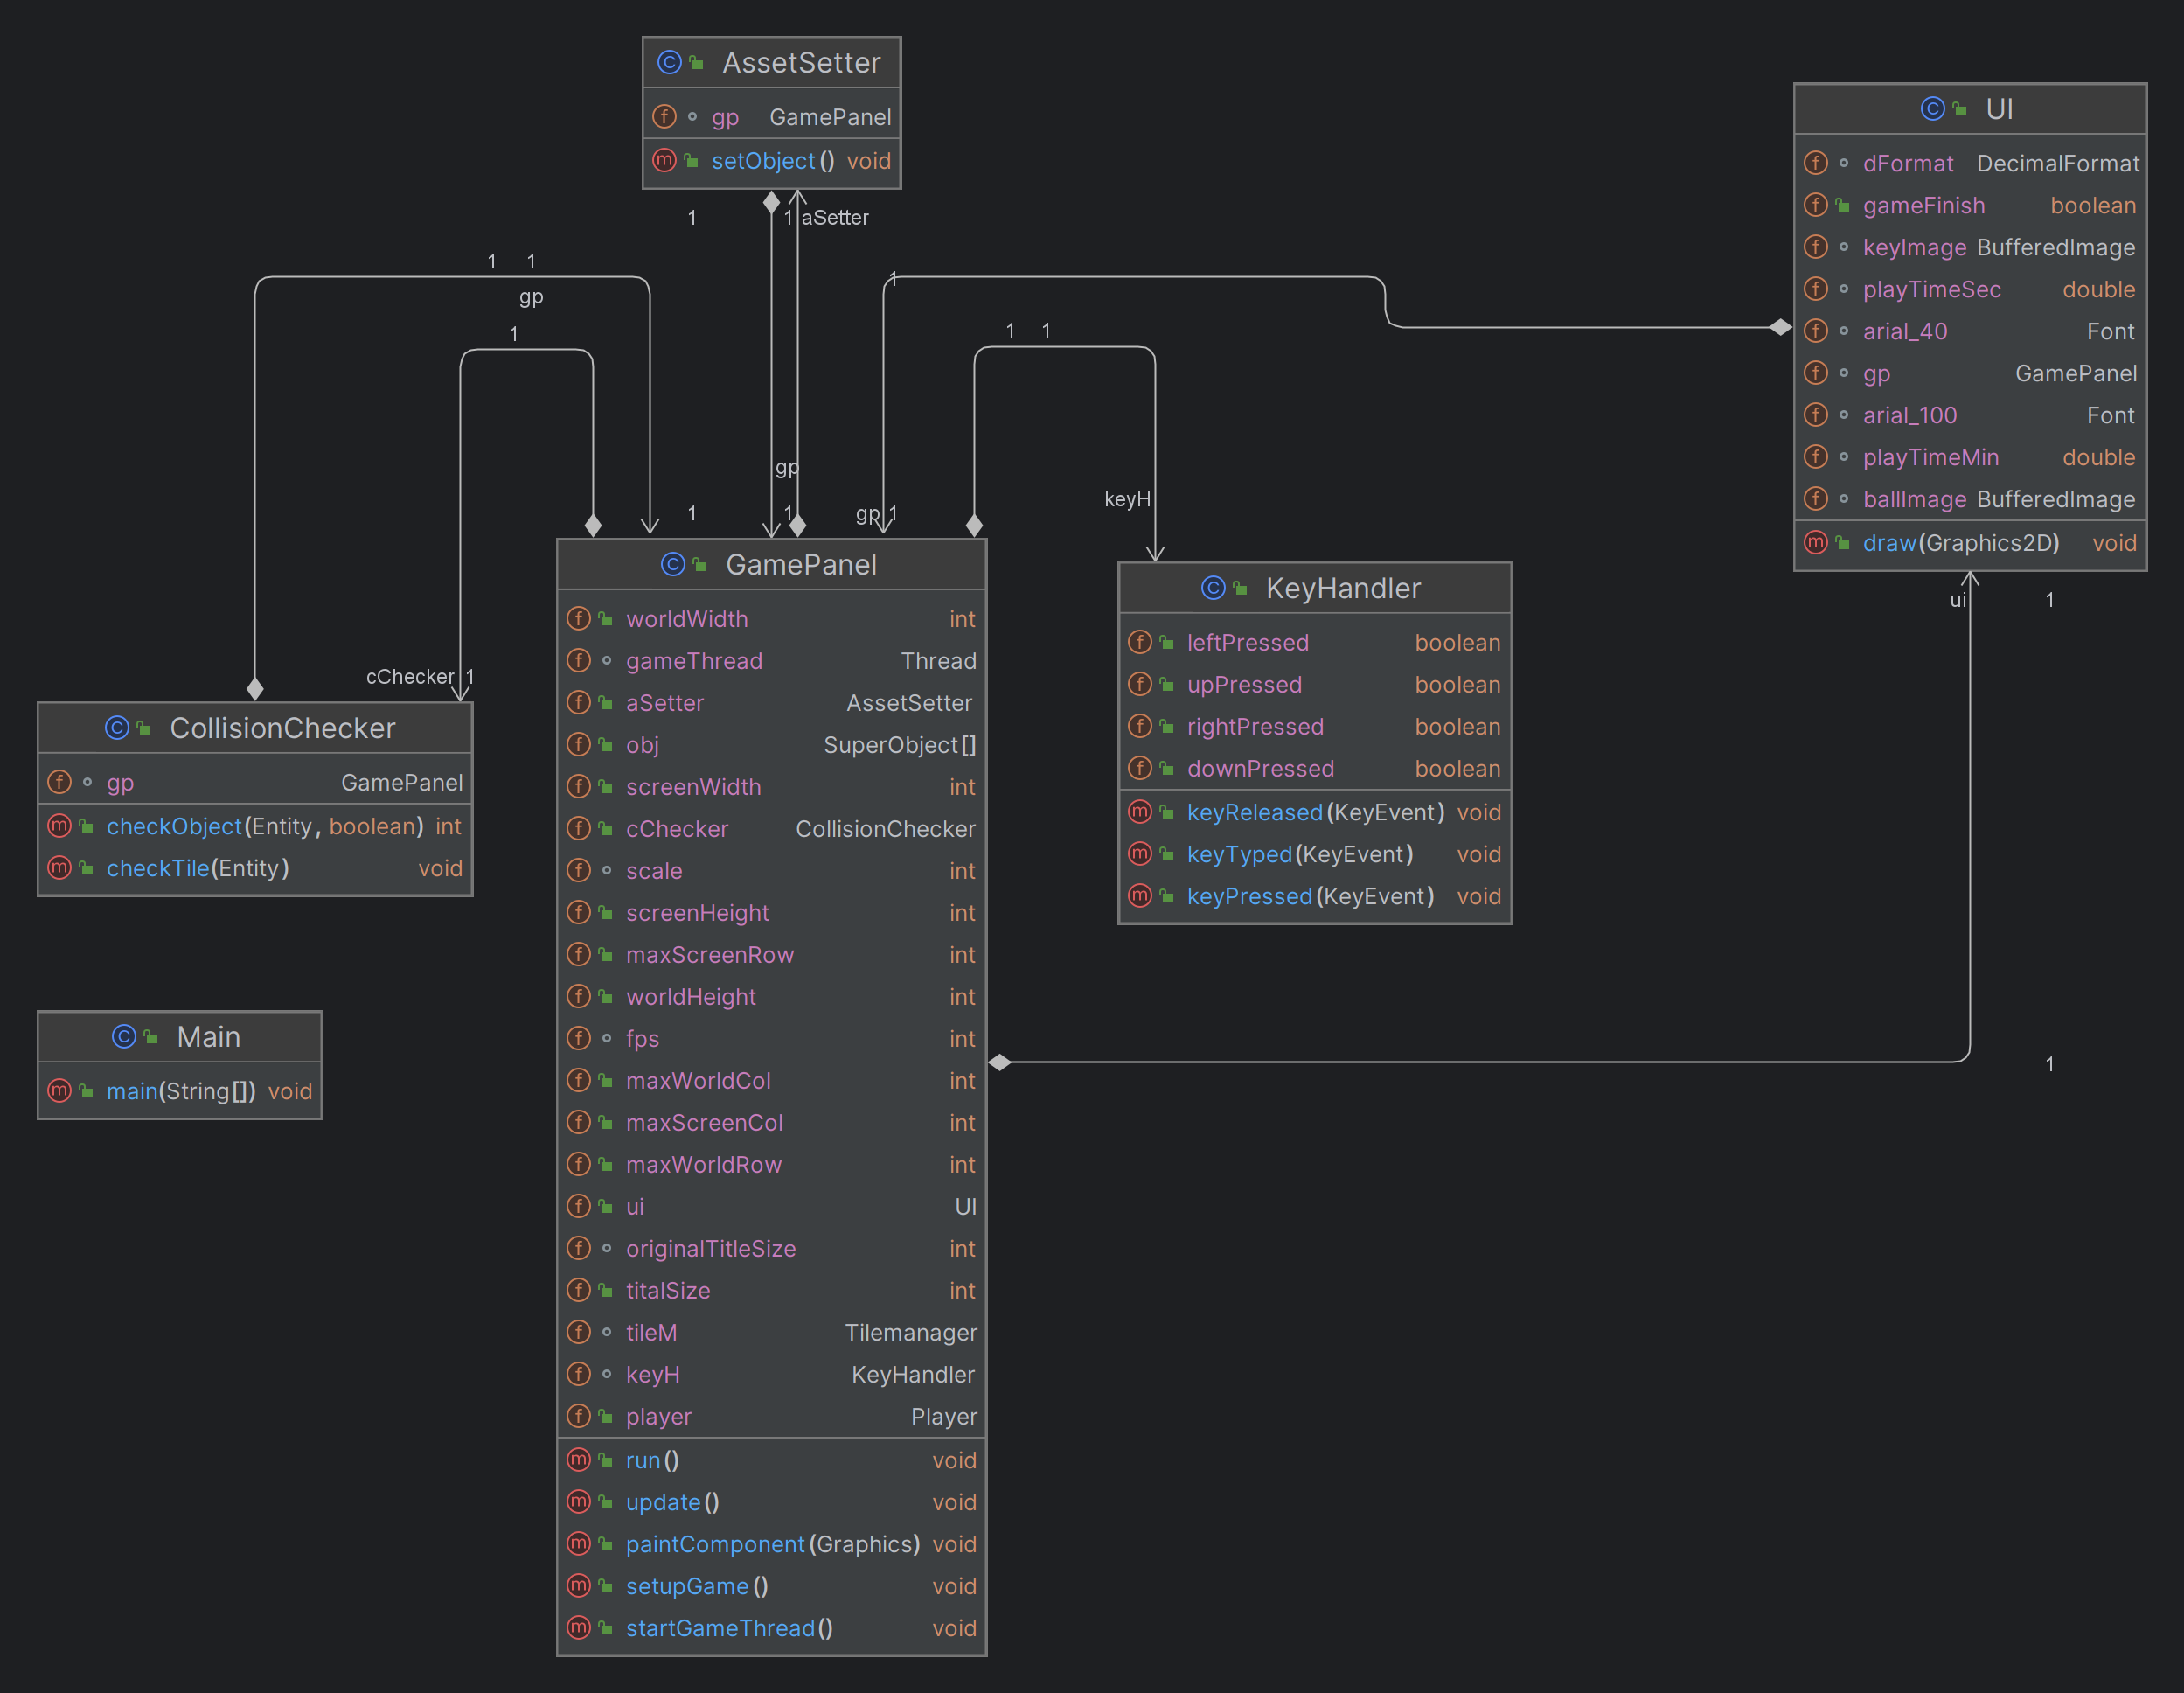 AssetSetter
gp GamePanel
setObject() void
1
1 aSetter
UI
dFormat DecimalFormat
gameFinish boolean
keyImage BufferedImage
playTimeSec double
arial_40 Font
gp GamePanel
arial_100 Font
playTimeMin double
ballImage BufferedImage
draw(Graphics2D) void
1 1
gp
1
1
1 1
gp
keyH
1
1
gp 1
cChecker 1
ui 1
1
GamePanel
worldWidth int
gameThread Thread
aSetter AssetSetter
obj SuperObject[]
screenWidth int
cChecker CollisionChecker
scale int
screenHeight int
maxScreenRow int
worldHeight int
fps int
maxWorldCol int
maxScreenCol int
maxWorldRow int
ui UI
originalTitleSize int
titalSize int
tileM Tilemanager
keyH KeyHandler
player Player
run() void
update() void
paintComponent(Graphics) void
setupGame() void
startGameThread() void
KeyHandler
leftPressed boolean
upPressed boolean
rightPressed boolean
downPressed boolean
keyReleased(KeyEvent) void
keyTyped(KeyEvent) void
keyPressed(KeyEvent) void
CollisionChecker
gp GamePanel
checkObject(Entity, boolean) int
checkTile(Entity) void
Main
main(String[]) void